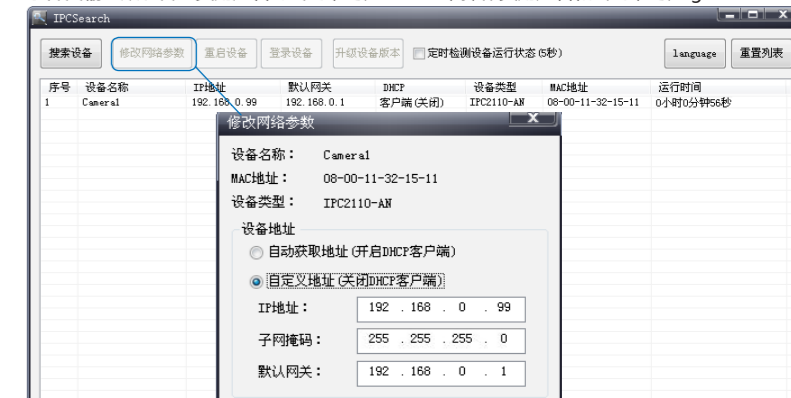 IPCSearch
搜索设备 修改网络参数 重启设备 登录设备 升级设备版本 定时检测设备运行状态(5秒) language 重置列表
序号 设备名称 IP地址 默认网关 DHCP 设备类型 MAC地址 运行时间
1 Camera1 192.168.0.99 192.168.0.1 客户端(关闭) IPC2110-AN 08-00-11-32-15-11 0小时0分钟56秒
修改网络参数 X
设备名称： Camera1
MAC地址： 08-00-11-32-15-11
设备类型： IPC2110-AN
设备地址
自动获取地址(开启DHCP客户端)
自定义地址(关闭DHCP客户端)
IP地址： 192 . 168 . 0 . 99
子网掩码： 255 . 255 . 255 . 0
默认网关： 192 . 168 . 0 . 1